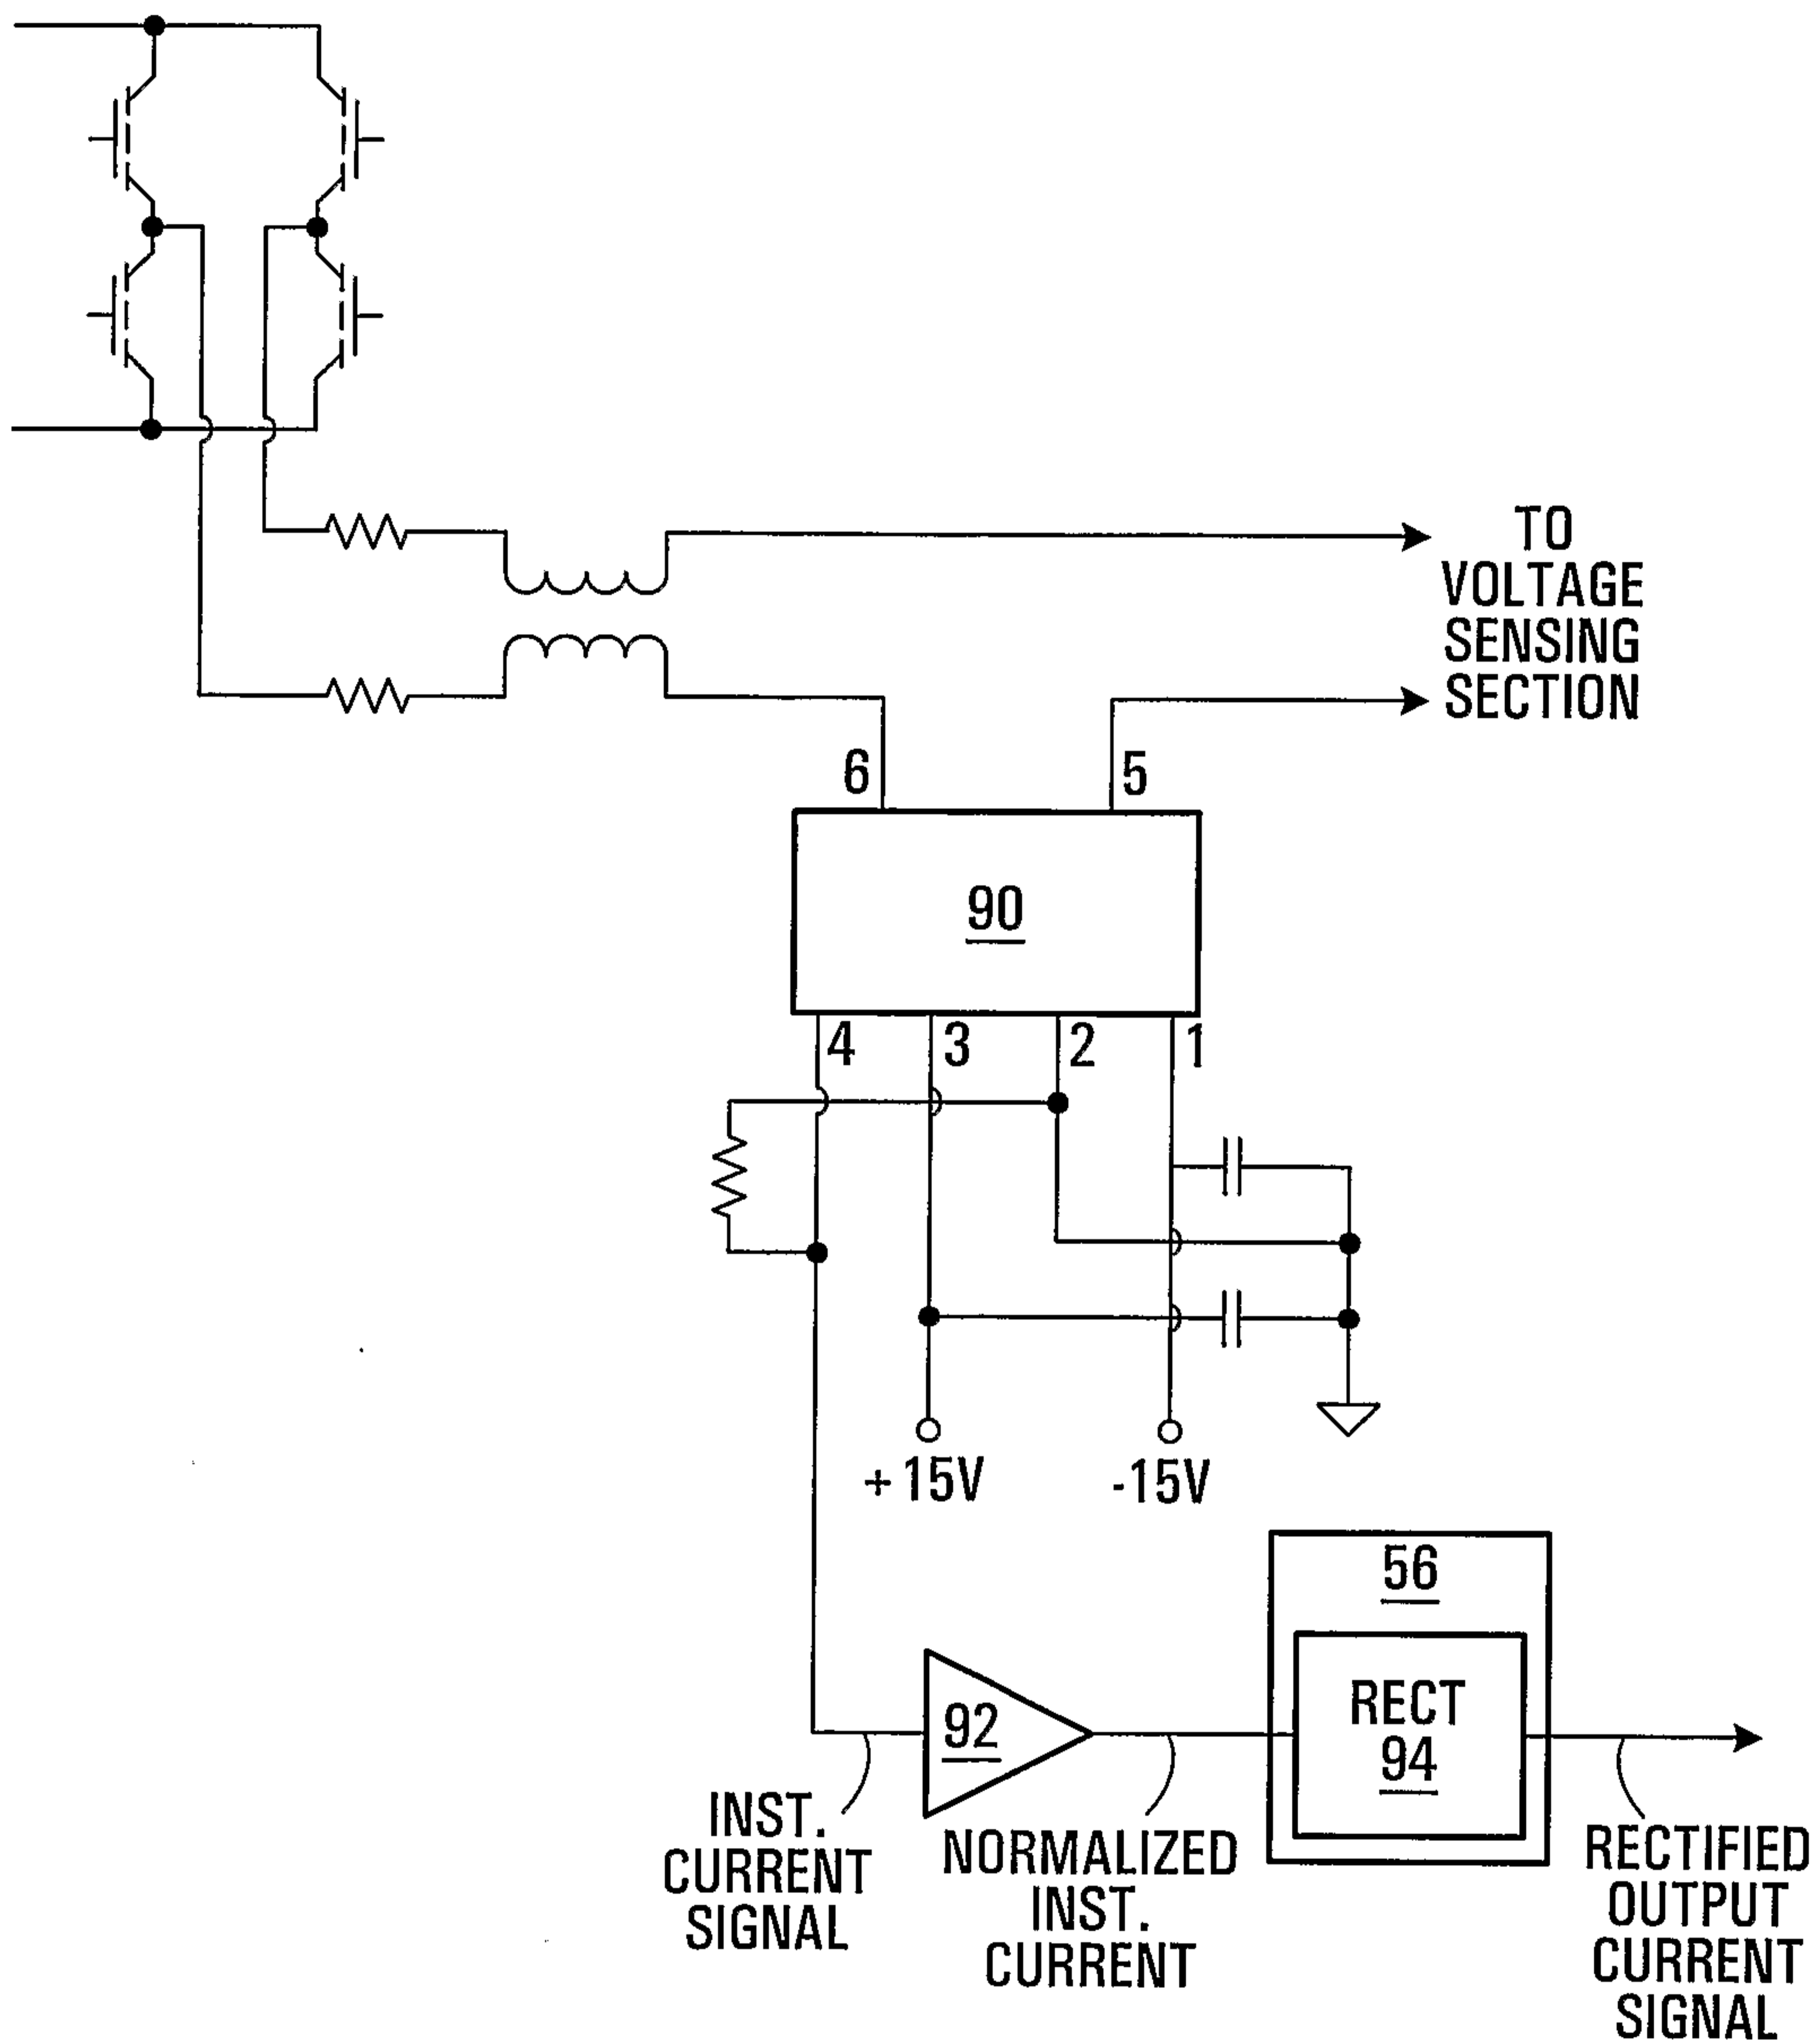 TO
VOLTAGE
SENSING
SECTION
6
5
90
4
3
2
1
+15V
-15V
56
RECT
94
92
INST.
CURRENT
SIGNAL
NORMALIZED
INST.
CURRENT
RECTIFIED
OUTPUT
CURRENT
SIGNAL